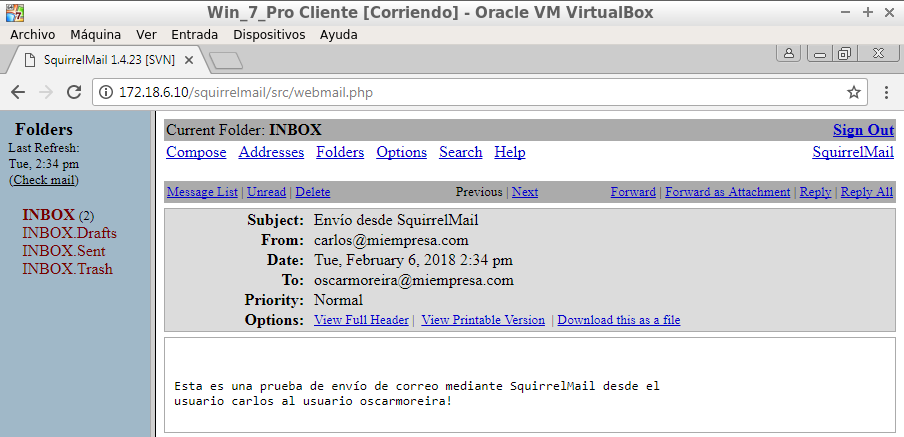 Win_7_Pro Cliente [Corriendo] - Oracle VM VirtualBox
Archivo Máquina Ver Entrada Dispositivos Ayuda
SquirrelMail 1.4.23 [SVN]
172.18.6.10/squirrelmail/src/webmail.php
Folders
Last Refresh:
Tue, 2:34 pm
(Check mail)
INBOX (2)
INBOX.Drafts
INBOX.Sent
INBOX.Trash
Current Folder: INBOX Sign Out
Compose Addresses Folders Options Search Help SquirrelMail
Message List | Unread | Delete Previous | Next Forward | Forward as Attachment | Reply | Reply All
Subject: Envío desde SquirrelMail
From: carlos@miempresa.com
Date: Tue, February 6, 2018 2:34 pm
To: oscarmoreira@miempresa.com
Priority: Normal
Options: View Full Header | View Printable Version | Download this as a file
Esta es una prueba de envío de correo mediante SquirrelMail desde el
usuario carlos al usuario oscarmoreira!